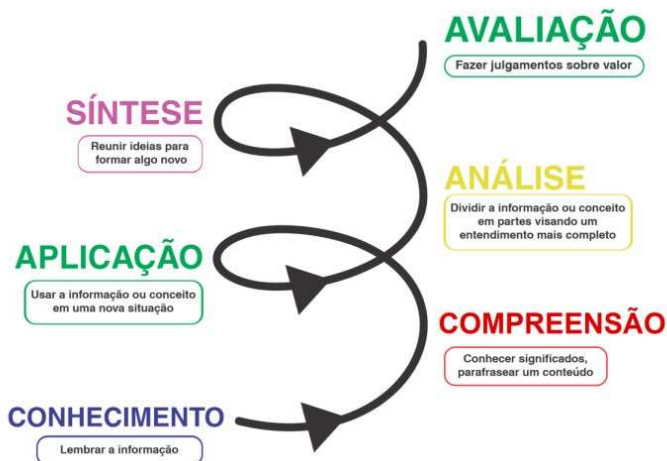 AVALIAÇÃO
Fazer julgamentos sobre valor
SÍNTESE
Reunir ideias para
formar algo novo
ANÁLISE
Dividir a informação ou conceito
em partes visando um
entendimento mais completo
APLICAÇÃO
Usar a informação ou conceito
em uma nova situação
COMPREENSÃO
Conhecer significados,
parafrasear um conteúdo
CONHECIMENTO
Lembrar a informação